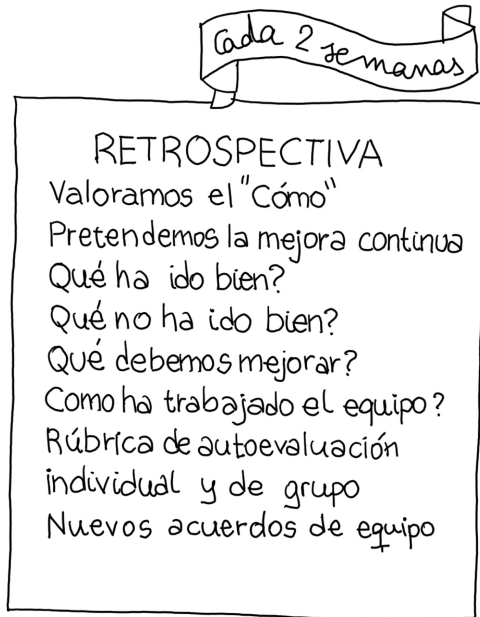 Cada 2 semanas
RETROSPECTIVA
Valoramos el "Cómo"
Pretendemos la mejora continua
Qué ha ido bien?
Qué no ha ido bien?
Qué debemos mejorar?
Como ha trabajado el equipo?
Rúbrica de autoevaluación
individual y de grupo
Nuevos acuerdos de equipo